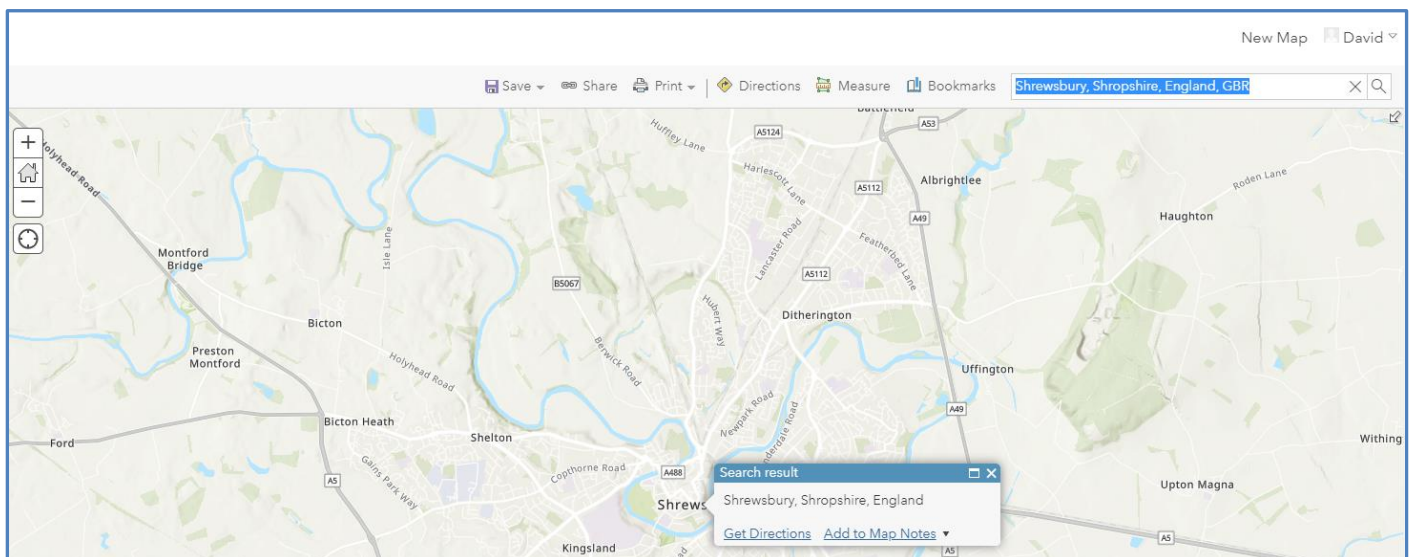 New Map David
Save Share Print Directions Measure Bookmarks Shrewsbury, Shropshire, England, GBR
Huffley Lane
A5124
A53
Holyhead Road
Harlescott Lane
A5112
Albrightlee
Roden Lane
A49
Haughton
Isle Lane
Montford
Bridge
Lancaster Road
Featherbed Lane
A5112
B5067
Hubert Way
Ditherington
Bicton
Berwick Road
Preston
Montford
Holyhead Road
Uffington
Newpark Road
A49
Bicton Heath
Shelton
Ford
Withing
Gains Park Way
Copthorne Road
A488
Search result
A5
Shrews
Shrewsbury, Shropshire, England
Upton Magna
Get Directions Add to Map Notes
Kingsland
A5
A5